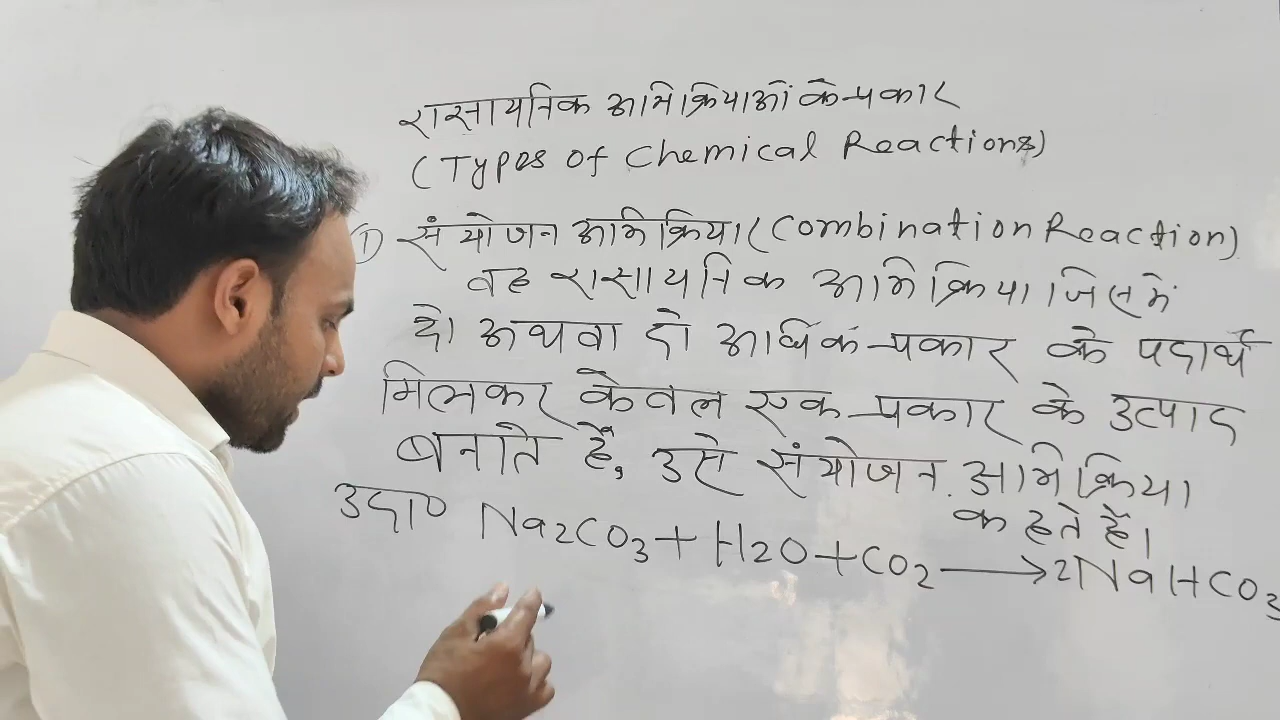 रासायनिक अभिक्रियाओं के प्रकार
(Types of Chemical Reactions)
① संयोजन अभिक्रिया (Combination Reaction)
वह रासायनिक अभिक्रिया जिसमें
दो अथवा दो अधिक प्रकार के पदार्थ
मिलकर केवल एक प्रकार के उत्पाद
बनाते हैं, उसे संयोजन अभिक्रिया
कहते हैं।
उदा० Na2CO3 + H2O + CO2 → 2NaHCO3